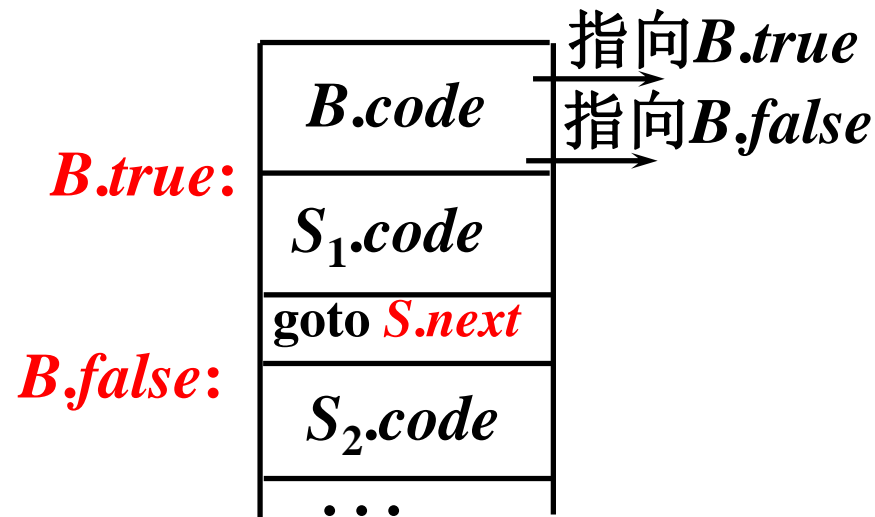 指向B.true
B.code
指向B.false
B.true:
S1.code
goto S.next
B.false:
S2.code
...